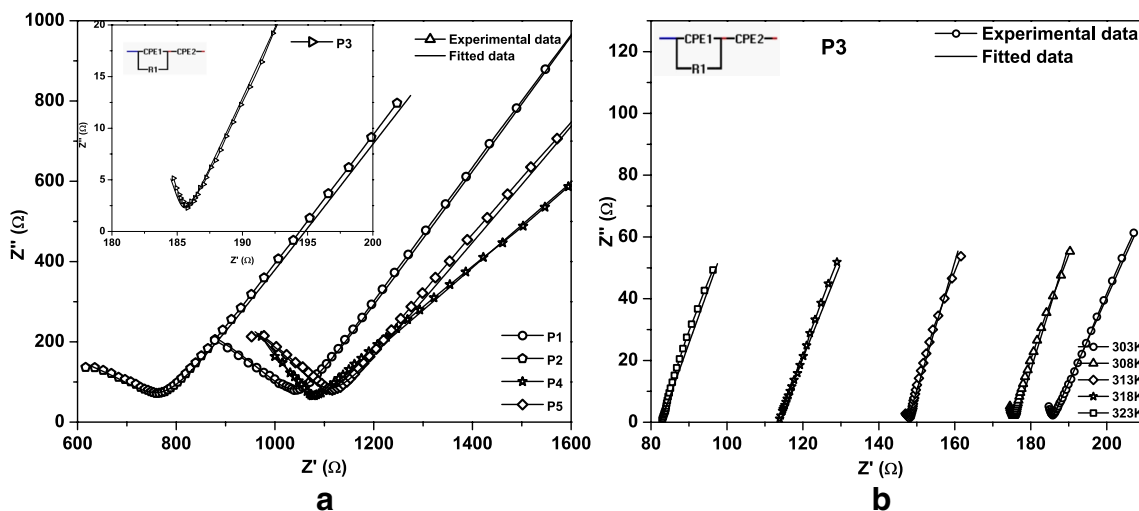 1000
800
600
400
200
0
600
800
1000
1200
1400
1600
Z'' (Ω)
Z' (Ω)
20
15
10
5
0
180
185
190
195
200
Z'' (Ω)
Z' (Ω)
CPE1
CPE2
R1
P3
Experimental data
Fitted data
P1
P2
P4
P5
a
120
100
80
60
40
20
0
80
100
120
140
160
180
200
Z'' (Ω)
Z' (Ω)
CPE1
CPE2
R1
P3
Experimental data
Fitted data
303K
308K
313K
318K
323K
b